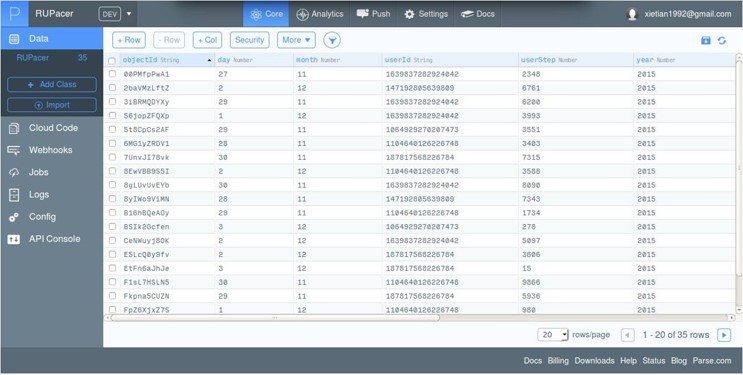 RUPacer DEV Core Analytics Push Settings Docs xietian1992@gmail.com
Data + Row - Row + Col Security More
RUPacer 35
objectId String day Number month Number userId String userStep Number year Number
+ Add Class
Import
Cloud Code
Webhooks
Jobs
Logs
Config
API Console
00PMfpPwA1 27 11 1639837282924042 2348 2015
2baVMzLftZ 2 12 147192805639809 6761 2015
3iBRMQDYXy 29 11 1639837282924042 6200 2015
56jopZFQXp 1 12 1639837282924042 3993 2015
5t8CpCs2AF 29 11 1064929270207473 3551 2015
6MG1yZRDV1 28 11 1104640126226748 3403 2015
7UnvJI78vk 30 11 187817568226784 7315 2015
8EwVBB9S5I 2 12 1104640126226748 3588 2015
8gLUvUvEYb 30 11 1639837282924042 8090 2015
8yIWo9ViMN 28 11 147192805639809 7343 2015
B16hBQeAOy 29 11 1104640126226748 1734 2015
BSIk2Gcfen 3 12 1064929270207473 278 2015
CeNWuyj8OK 2 12 1639837282924042 5097 2015
E5LcQ0y9fv 2 12 187817568226784 3606 2015
EtFn6aJhJe 3 12 187817568226784 15 2015
F1sL7HSLN5 30 11 1104640126226748 9866 2015
Fkpna5CUZN 29 11 187817568226784 5936 2015
FpZ6XjxZ7S 1 12 1104640126226748 980 2015
20 rows/page 1 - 20 of 35 rows
Docs Billing Downloads Help Status Blog Parse.com